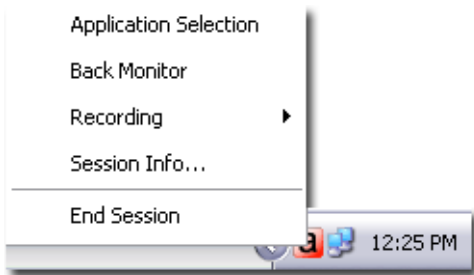 Application Selection
Back Monitor
Recording
Session Info...
End Session
a 12:25 PM